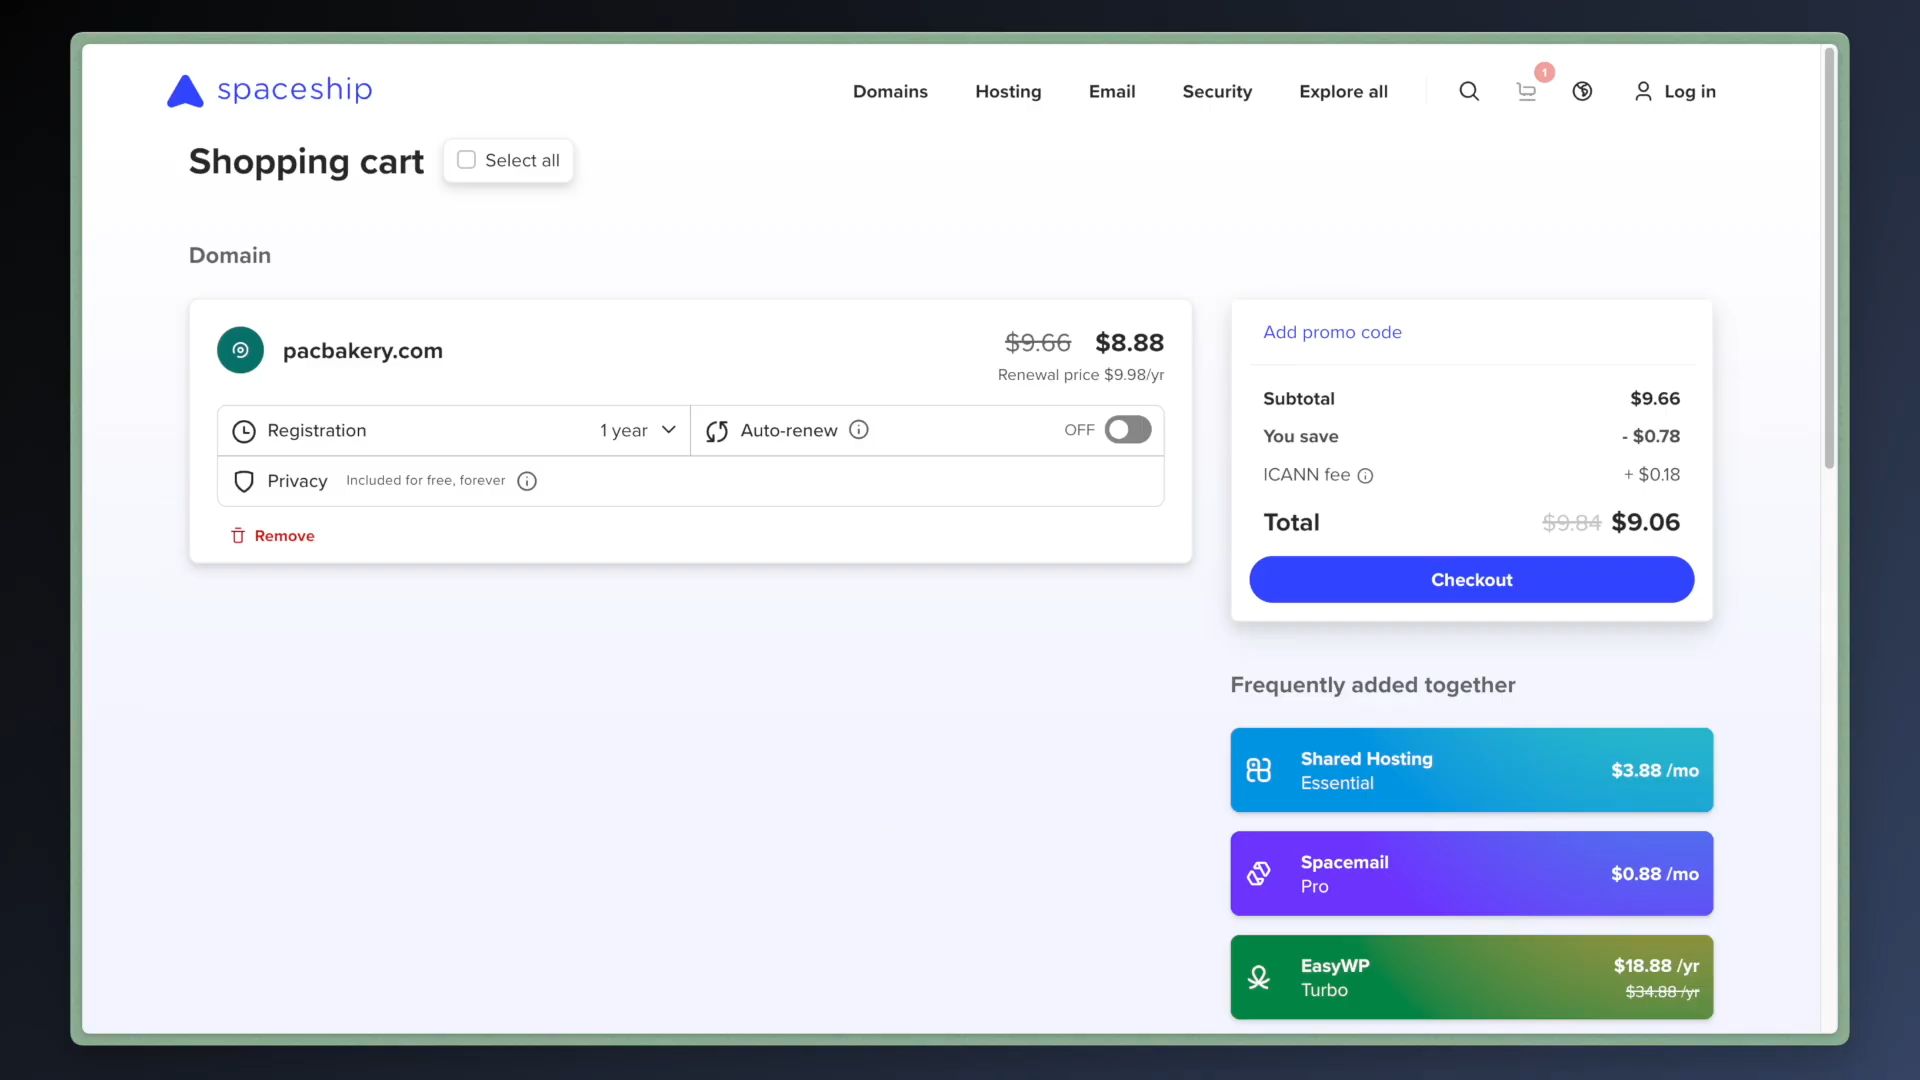 spaceship
Domains
Hosting
Email
Security
Explore all
1
Log in
Shopping cart
Select all
Domain
pacbakery.com
$9.66 $8.88
Renewal price $9.98/yr
Registration
1 year
Auto-renew
OFF
Privacy Included for free, forever
Remove
Add promo code
Subtotal $9.66
You save - $0.78
ICANN fee + $0.18
Total $9.84 $9.06
Checkout
Frequently added together
Shared Hosting
Essential
$3.88 /mo
Spacemail
Pro
$0.88 /mo
EasyWP
Turbo
$18.88 /yr
$34.88 /yr